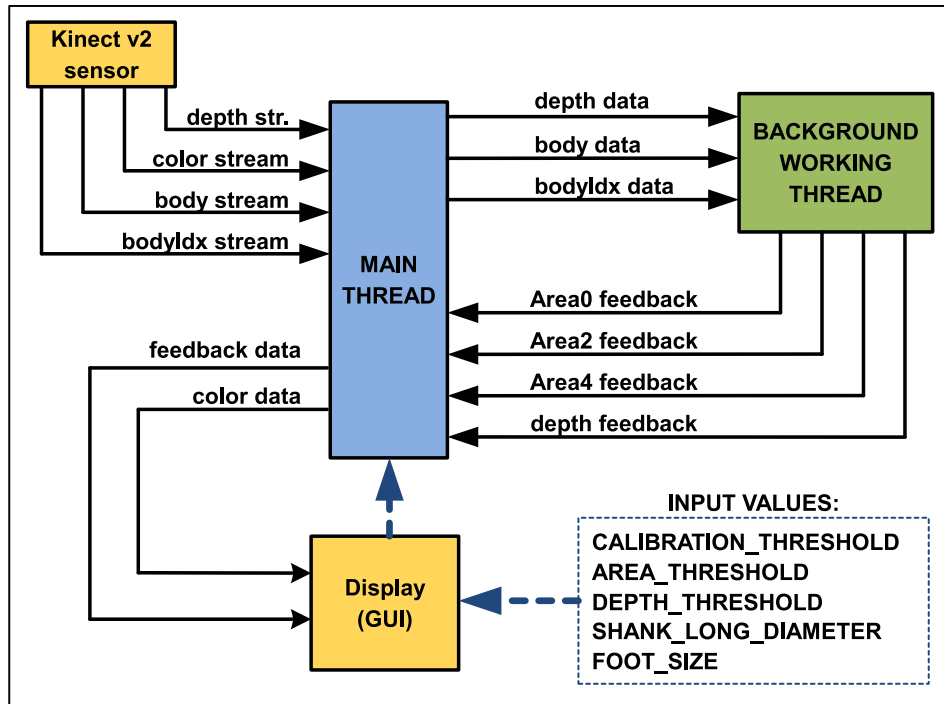 Kinect v2
sensor
depth str.
color stream
body stream
bodyIdx stream
MAIN
THREAD
depth data
body data
bodyIdx data
BACKGROUND
WORKING
THREAD
Area0 feedback
Area2 feedback
Area4 feedback
depth feedback
feedback data
color data
Display
(GUI)
INPUT VALUES:
CALIBRATION_THRESHOLD
AREA_THRESHOLD
DEPTH_THRESHOLD
SHANK_LONG_DIAMETER
FOOT_SIZE